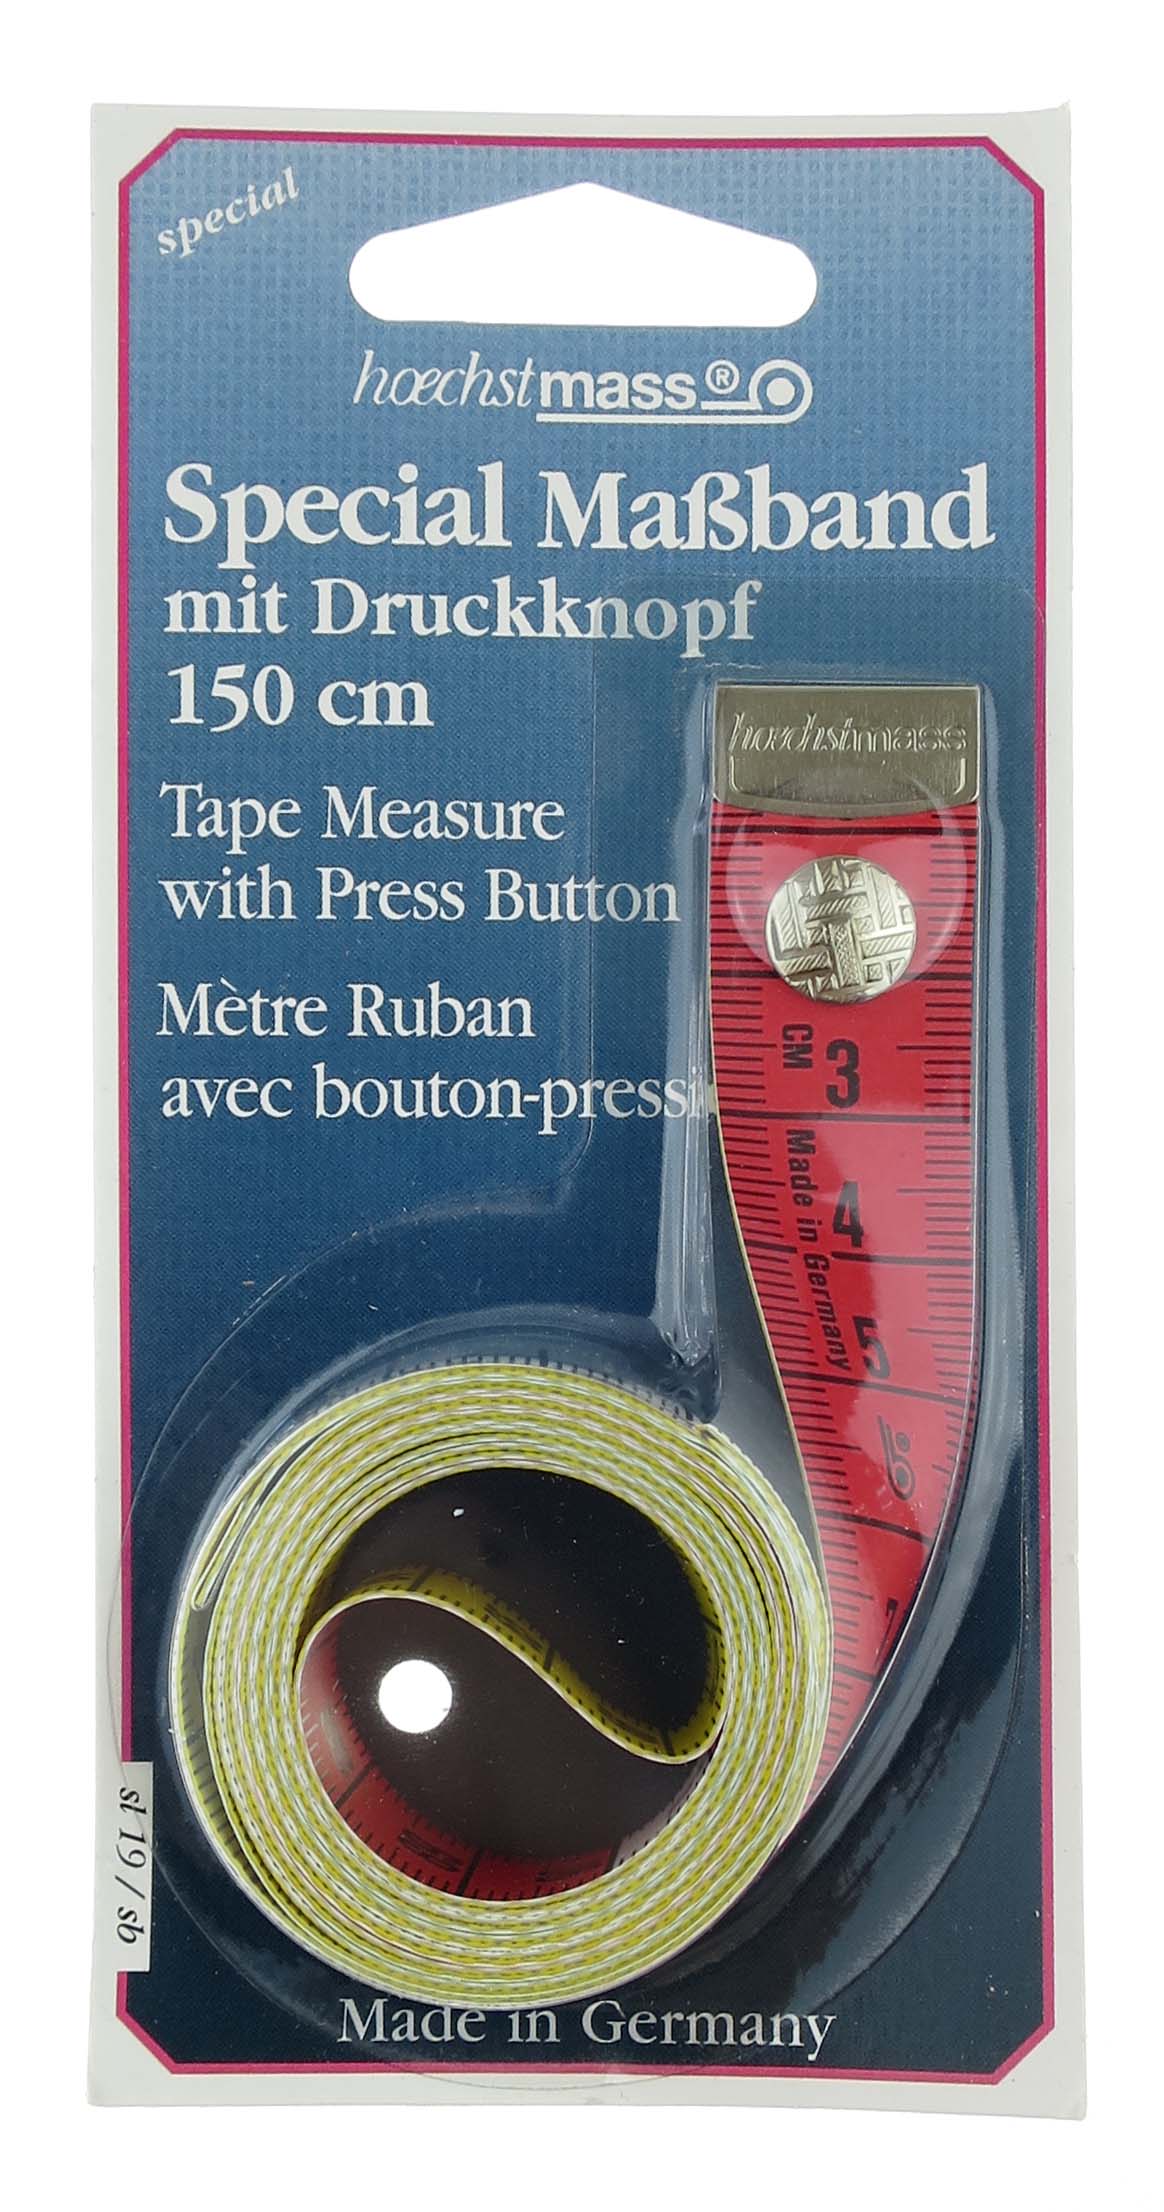 special
hoechstmass®
Special Maßband
mit Druckknopf
150 cm
hoechstmass
Tape Measure
with Press Button
Mètre Ruban
avec bouton-pressi
CM 3
Made in Germany
4
5
®
st 19 / sb
Made in Germany